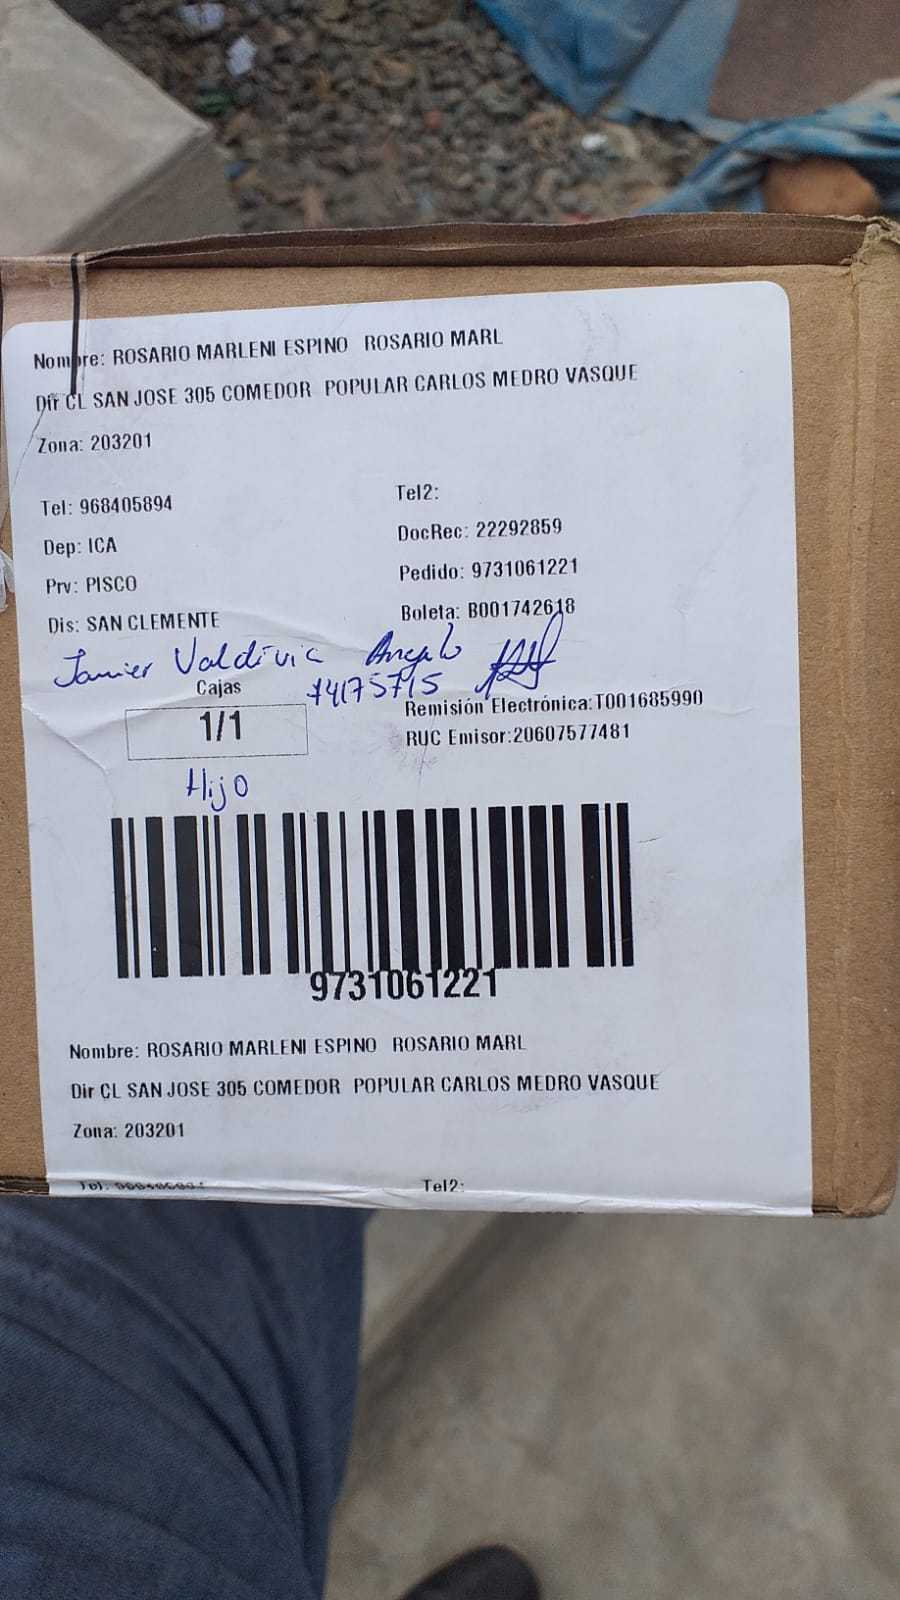 Nombre: ROSARIO MARLENI ESPINO ROSARIO MARL
Dir CL SAN JOSE 305 COMEDOR POPULAR CARLOS MEDRO VASQUE
Zona: 203201
Tel: 968405894 Tel2:
Dep: ICA DocRec: 22292859
Prv: PISCO Pedido: 9731061221
Dis: SAN CLEMENTE Boleta: B001742618
Valdivia Angelo
74175715
Cajas
1/1
Remisión Electrónica:T001685990
RUC Emisor:20607577481
Hijo
9731061221
Nombre: ROSARIO MARLENI ESPINO ROSARIO MARL
Dir CL SAN JOSE 305 COMEDOR POPULAR CARLOS MEDRO VASQUE
Zona: 203201
Tel2: